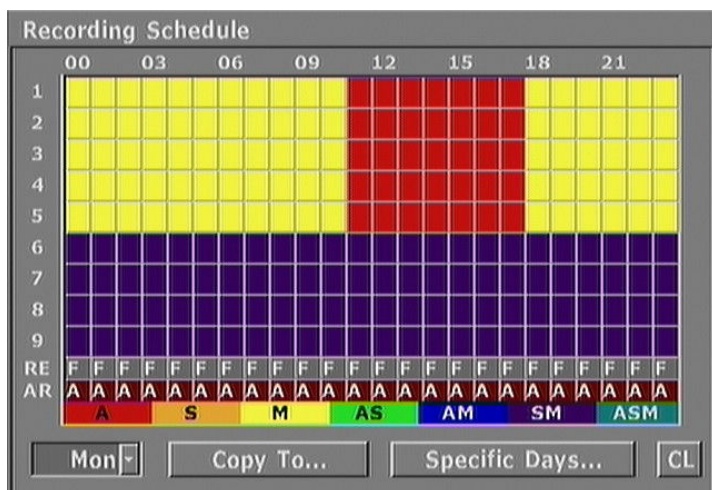 Recording Schedule
00 03 06 09 12 15 18 21
1
2
3
4
5
6
7
8
9
RE F F F F F F F F F F F F F F F F F F F F F F F F
AR A A A A A A A A A A A A A A A A A A A A A A A A
A S M AS AM SM ASM
Mon Copy To... Specific Days... CL